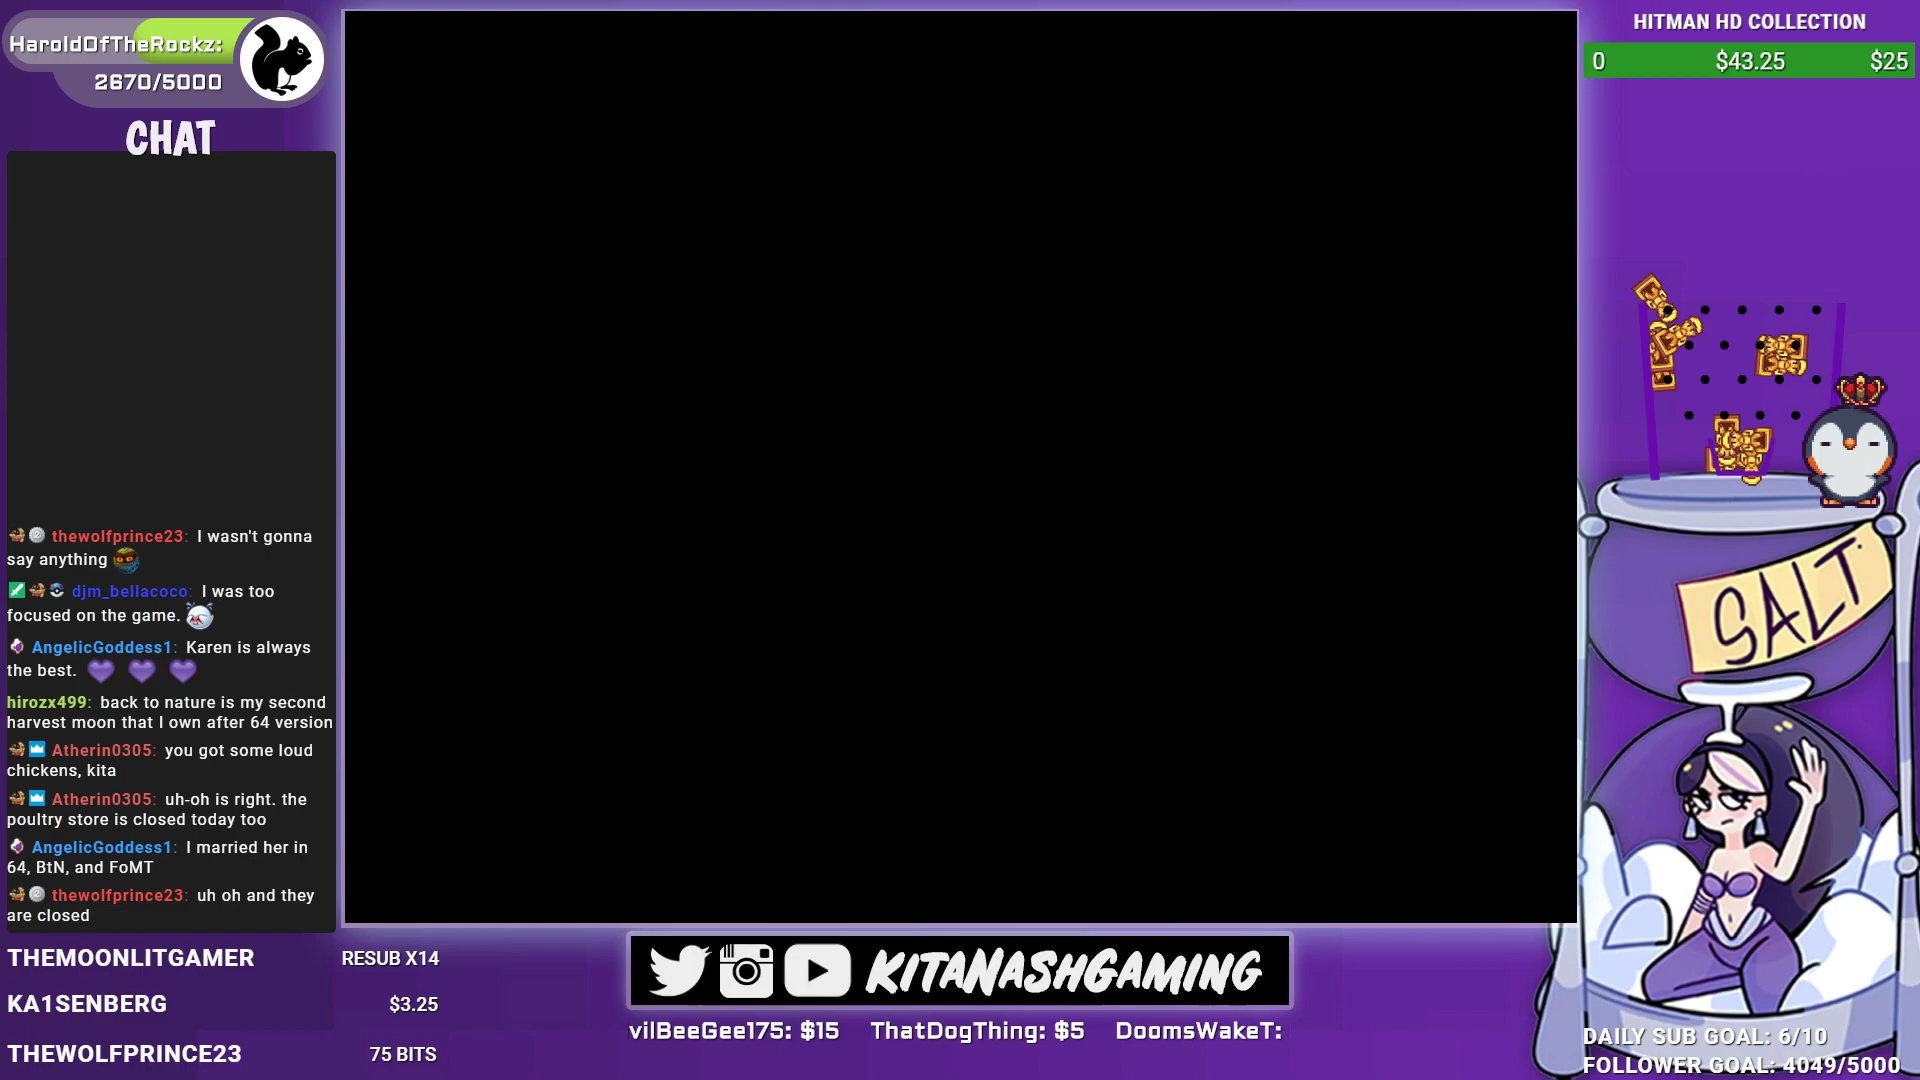 HaroldOfTheRockz:
2670/5000
CHAT
thewolfprince23: I wasn't gonna
say anything
djm_bellacoco: I was too
focused on the game.
AngelicGoddess1: Karen is always
the best.
hirozx499: back to nature is my second
harvest moon that I own after 64 version
Atherin0305: you got some loud
chickens, kita
Atherin0305: uh-oh is right. the
poultry store is closed today too
AngelicGoddess1: I married her in
64, BtN, and FoMT
thewolfprince23: uh oh and they
are closed
THEMOONLITGAMER RESUB X14
KA1SENBERG $3.25
THEWOLFPRINCE23 75 BITS
KITANASHGAMING
vilBeeGee175: $15 ThatDogThing: $5 DoomsWakeT:
HITMAN HD COLLECTION
0 $43.25 $25
SALT
DAILY SUB GOAL: 6/10
FOLLOWER GOAL: 4049/5000